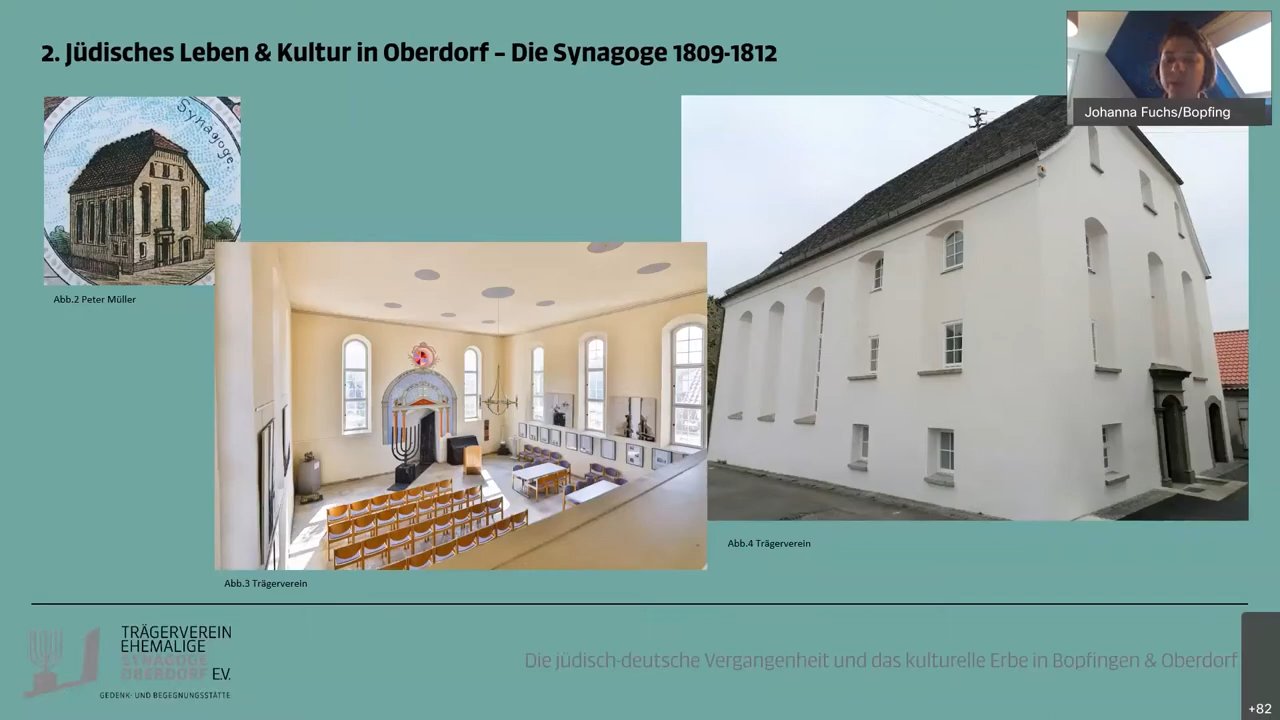 2. Jüdisches Leben & Kultur in Oberdorf – Die Synagoge 1809-1812
Johanna Fuchs/Bopfing
Synagoge.
Abb.2 Peter Müller
Abb.4 Trägerverein
Abb.3 Trägerverein
TRÄGERVEREIN
EHEMALIGE
SYNAGOGE
OBERDORF E.V.
GEDENK- UND BEGEGNUNGSSTÄTTE
Die jüdisch-deutsche Vergangenheit und das kulturelle Erbe in Bopfingen & Oberdorf
+82